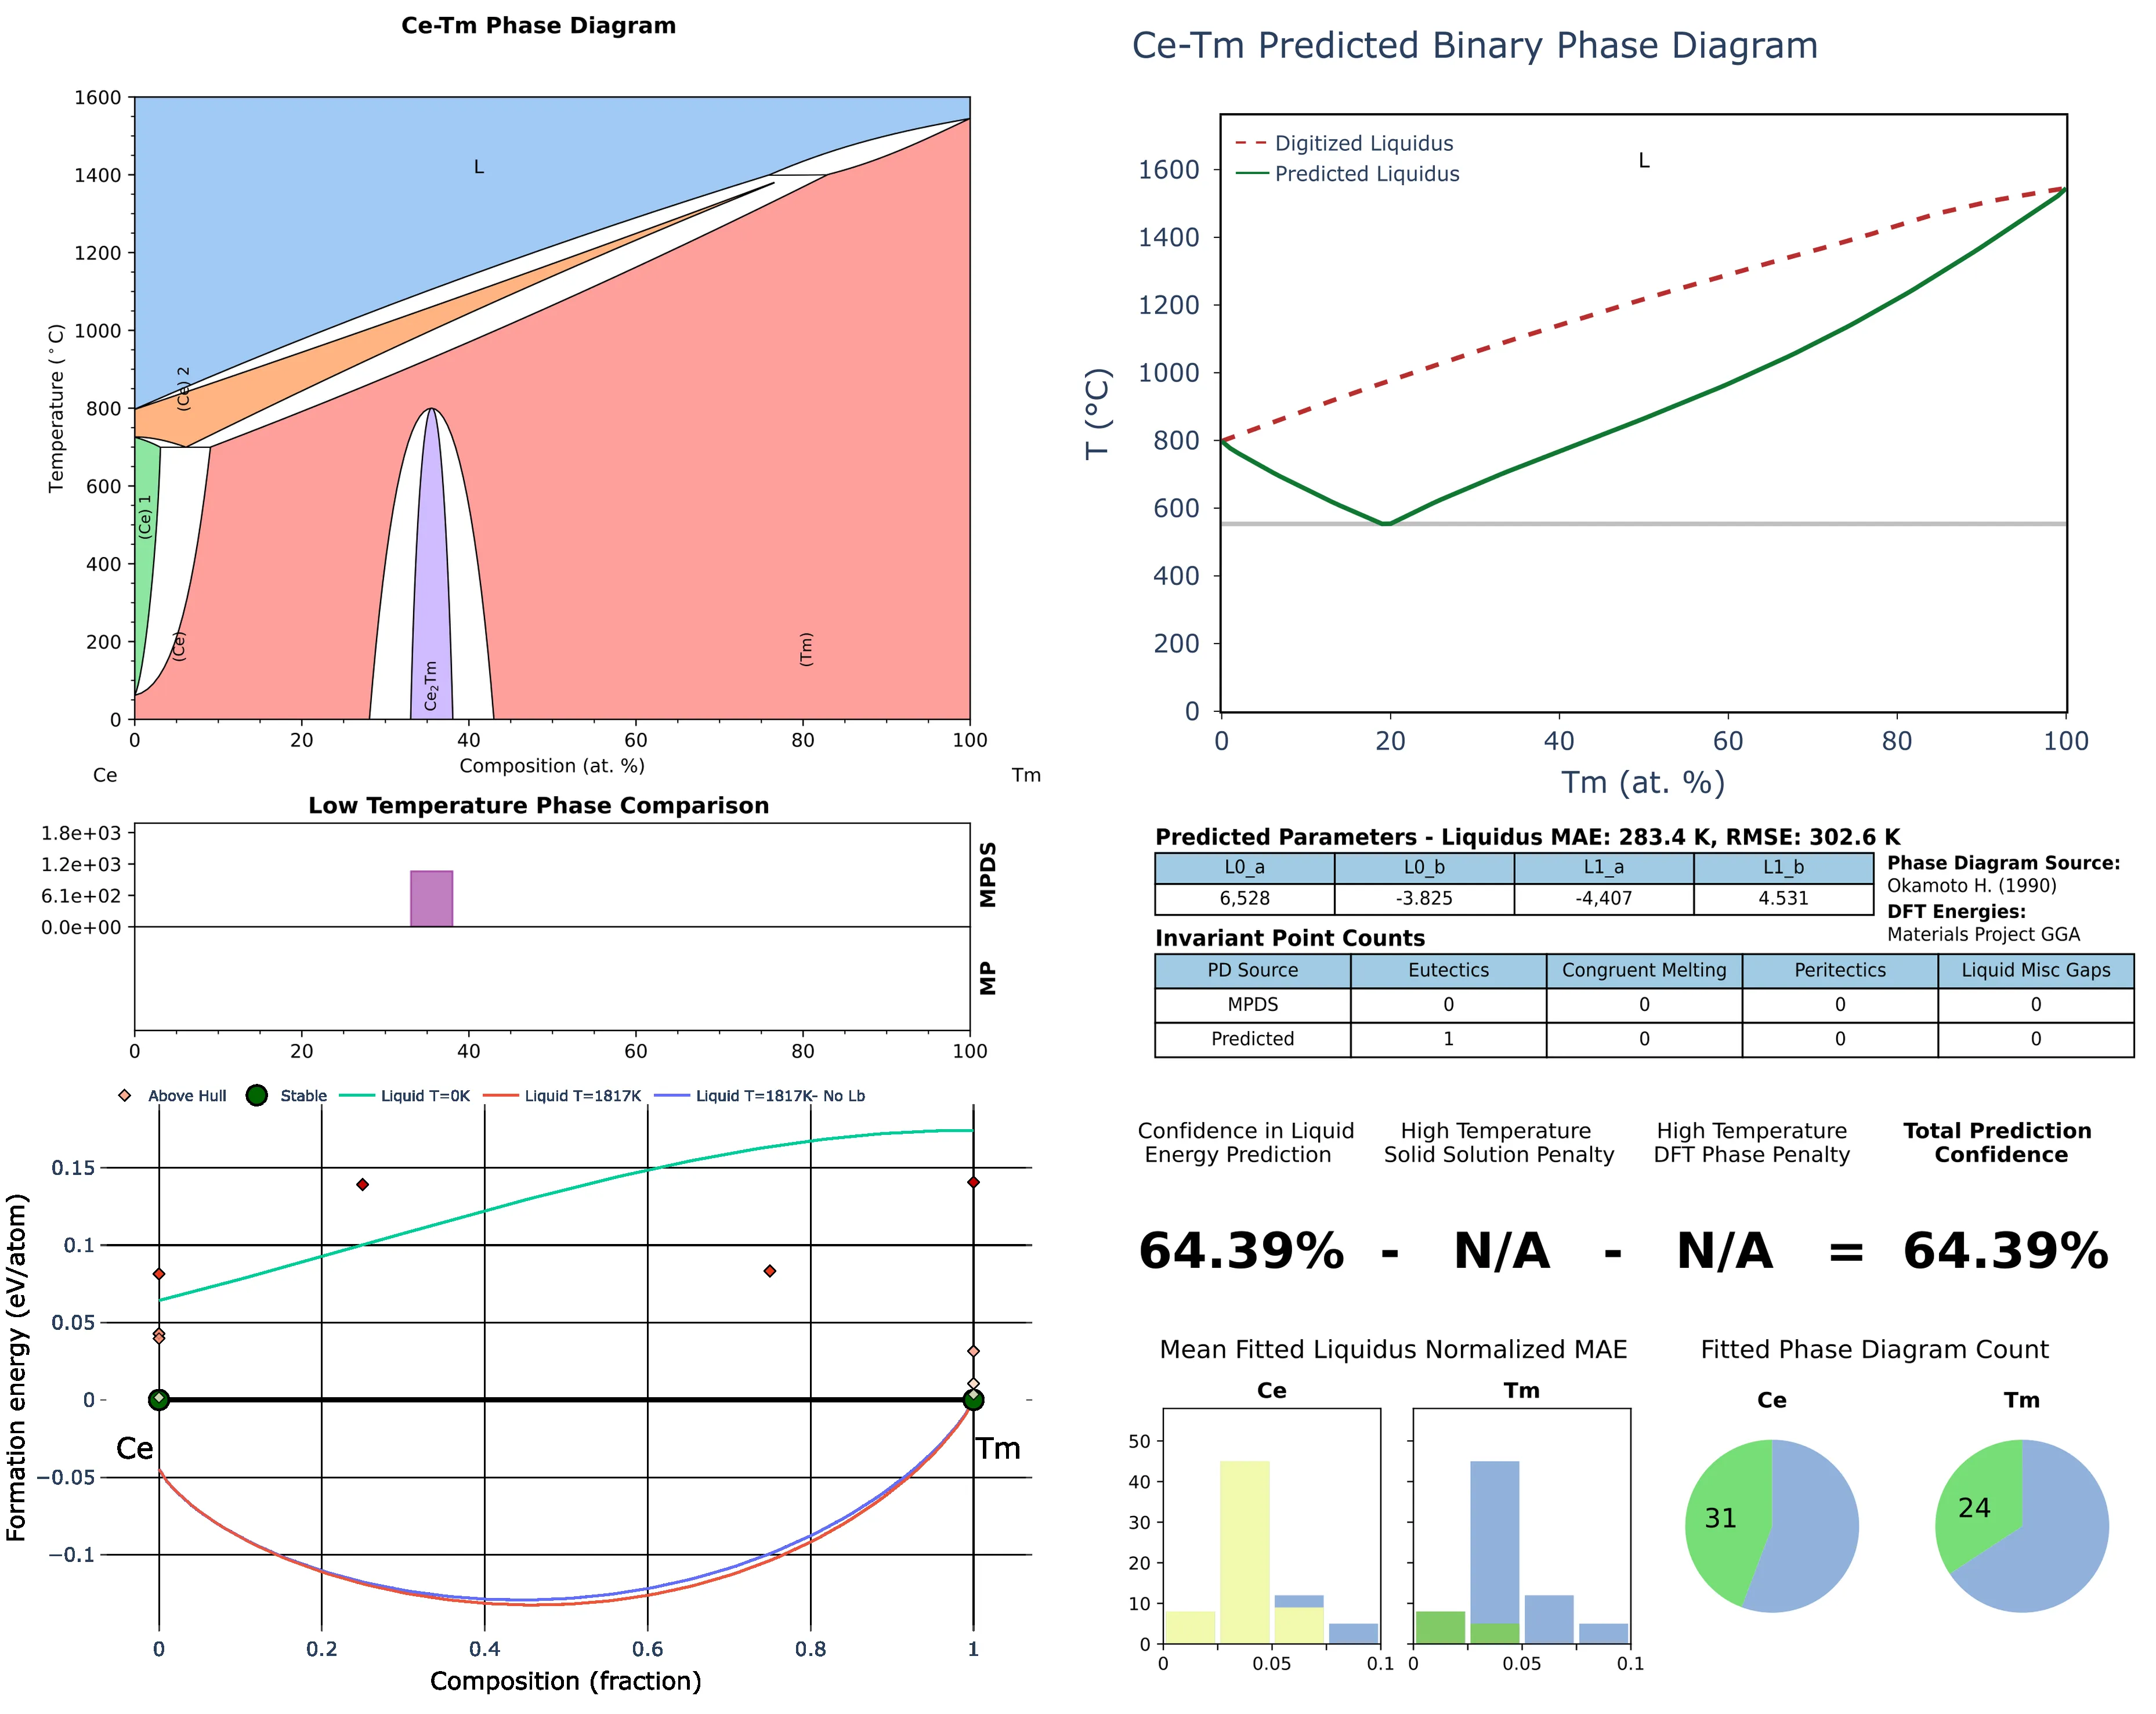 Ce-Tm Phase Diagram
1600
1400
1200
1000
800
600
400
200
0
Temperature (°C)
L
(Ce) 2
(Ce) 1
(Ce)
Ce₂Tm
(Tm)
0 20 40 60 80 100
Composition (at. %)
Ce Tm
Low Temperature Phase Comparison
1.8e+03
1.2e+03
6.1e+02
0.0e+00
MPDS
MP
0 20 40 60 80 100
Above Hull Stable Liquid T=0K Liquid T=1817K Liquid T=1817K- No Lb
0.15
0.1
0.05
0
−0.05
−0.1
Formation energy (eV/atom)
Ce Tm
0 0.2 0.4 0.6 0.8 1
Composition (fraction)
Ce-Tm Predicted Binary Phase Diagram
Digitized Liquidus
Predicted Liquidus
L
1600
1400
1200
1000
800
600
400
200
0
T (°C)
0 20 40 60 80 100
Tm (at. %)
Predicted Parameters - Liquidus MAE: 283.4 K, RMSE: 302.6 K
L0_a L0_b L1_a L1_b
6,528 -3.825 -4,407 4.531
Phase Diagram Source:
Okamoto H. (1990)
DFT Energies:
Materials Project GGA
Invariant Point Counts
PD Source Eutectics Congruent Melting Peritectics Liquid Misc Gaps
MPDS 0 0 0 0
Predicted 1 0 0 0
Confidence in Liquid
Energy Prediction
High Temperature
Solid Solution Penalty
High Temperature
DFT Phase Penalty
Total Prediction
Confidence
64.39% - N/A - N/A = 64.39%
Mean Fitted Liquidus Normalized MAE
Ce Tm
50
40
30
20
10
0
0 0.05 0.1 0 0.05 0.1
Fitted Phase Diagram Count
Ce Tm
31 24